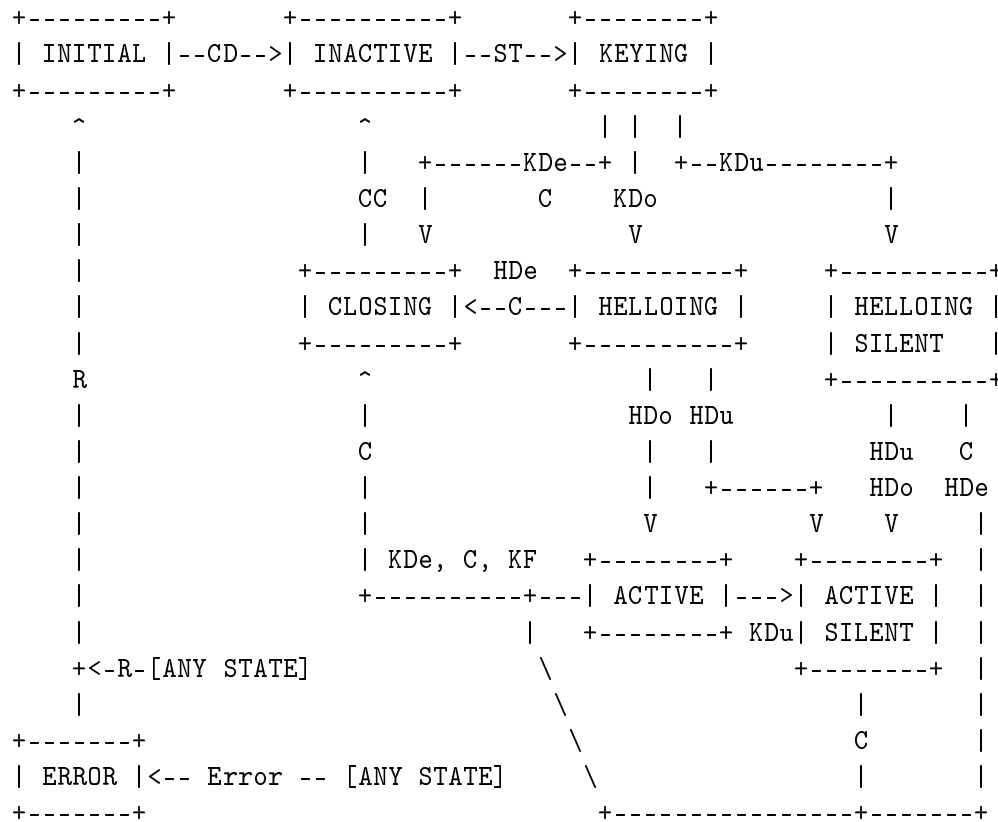 +---------+       +----------+       +--------+
| INITIAL |--CD-->| INACTIVE |--ST-->| KEYING |
+---------+       +----------+       +--------+
    ^                  ^               | |  |
    |                  |   +------KDe--+ |  +--KDu--------+
    |                  CC  |       C    KDo               |
    |                  |   V             V                V
    |              +---------+  HDe  +----------+     +----------+
    |              | CLOSING |<--C---| HELLOING |     | HELLOING |
    |              +---------+       +----------+     | SILENT   |
    R                  ^                  |   |       +----------+
    |                  |                 HDo HDu          |    |
    |                  C                  |   |          HDu   C
    |                  |                  |   +------+   HDo  HDe
    |                  |                  V          V    V     |
    |                  | KDe, C, KF   +--------+    +--------+  |
    |                  +----------+---| ACTIVE |--->| ACTIVE |  |
    |                             |   +--------+ KDu| SILENT |  |
    +<-R-[ANY STATE]               \                +--------+  |
    |                               \                   |       |
+-------+                            \                  C       |
| ERROR |<-- Error -- [ANY STATE]     \                 |       |
+-------+                              +----------------+-------+